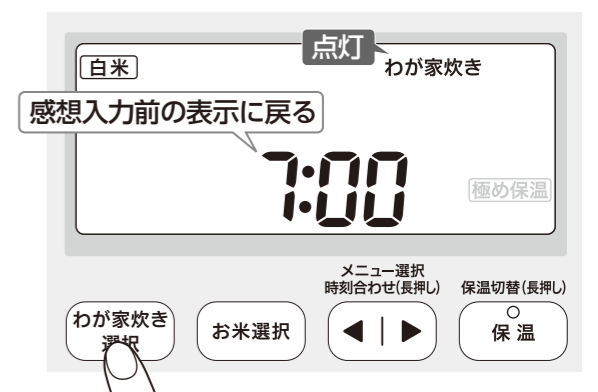 点灯
白米
わが家炊き
感想入力前の表示に戻る
7:00
極め保温
メニュー選択
時刻合わせ(長押し)
保温切替(長押し)
わが家炊き
選択
お米選択
◀ | ▶
保温